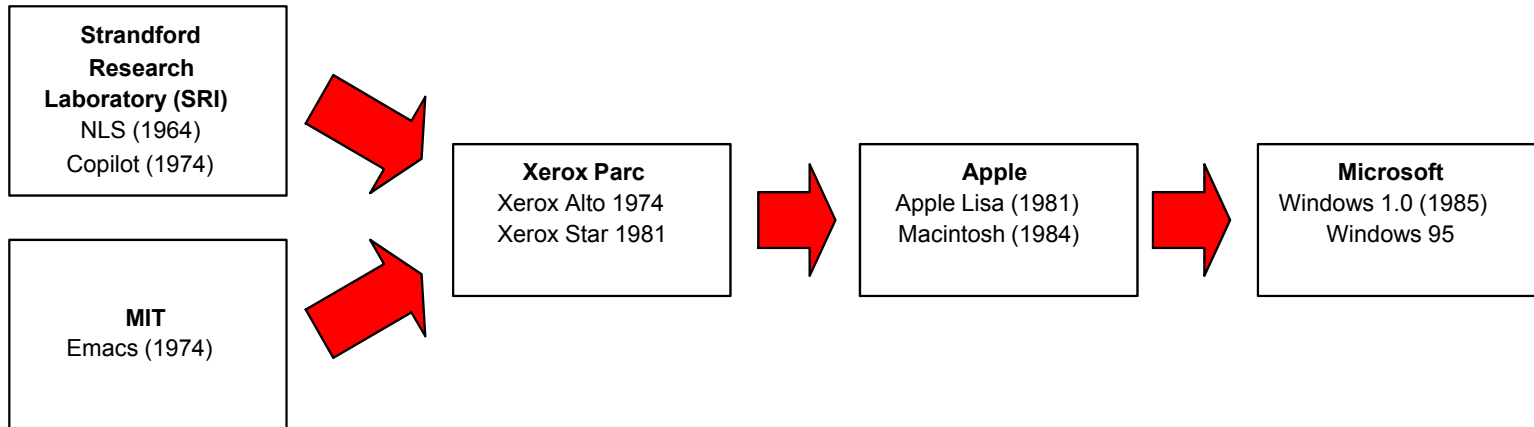 Strandford
Research
Laboratory (SRI)
NLS (1964)
Copilot (1974)
MIT
Emacs (1974)
Xerox Parc
Xerox Alto 1974
Xerox Star 1981
Apple
Apple Lisa (1981)
Macintosh (1984)
Microsoft
Windows 1.0 (1985)
Windows 95